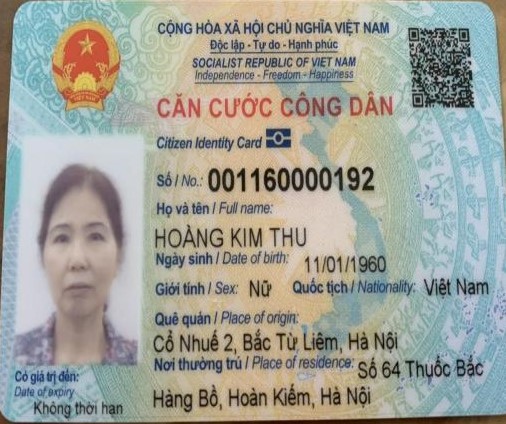 CỘNG HÒA XÃ HỘI CHỦ NGHĨA VIỆT NAM
Độc lập - Tự do - Hạnh phúc
SOCIALIST REPUBLIC OF VIET NAM
Independence - Freedom - Happiness
CĂN CƯỚC CÔNG DÂN
Citizen Identity Card
Số / No.: 001160000192
Họ và tên / Full name:
HOÀNG KIM THU
Ngày sinh / Date of birth: 11/01/1960
Giới tính / Sex: Nữ Quốc tịch / Nationality: Việt Nam
Quê quán / Place of origin:
Cổ Nhuế 2, Bắc Từ Liêm, Hà Nội
Nơi thường trú / Place of residence: Số 64 Thuốc Bắc
Hàng Bồ, Hoàn Kiếm, Hà Nội
Có giá trị đến:
Date of expiry
Không thời hạn